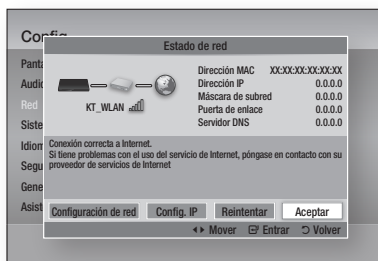 Config
Estado de red
Panta
Audio
Red
Siste
Idiom
Segu
Gene
Asist
KT_WLAN
Dirección MAC XX:XX:XX:XX:XX:XX
Dirección IP 0.0.0.0
Máscara de subred 0.0.0.0
Puerta de enlace 0.0.0.0
Servidor DNS 0.0.0.0
Conexión correcta a Internet.
Si tiene problemas con el uso del servicio de Internet, póngase en contacto con su
proveedor de servicios de Internet
Configuración de red Config. IP Reintentar Aceptar
Mover Entrar Volver